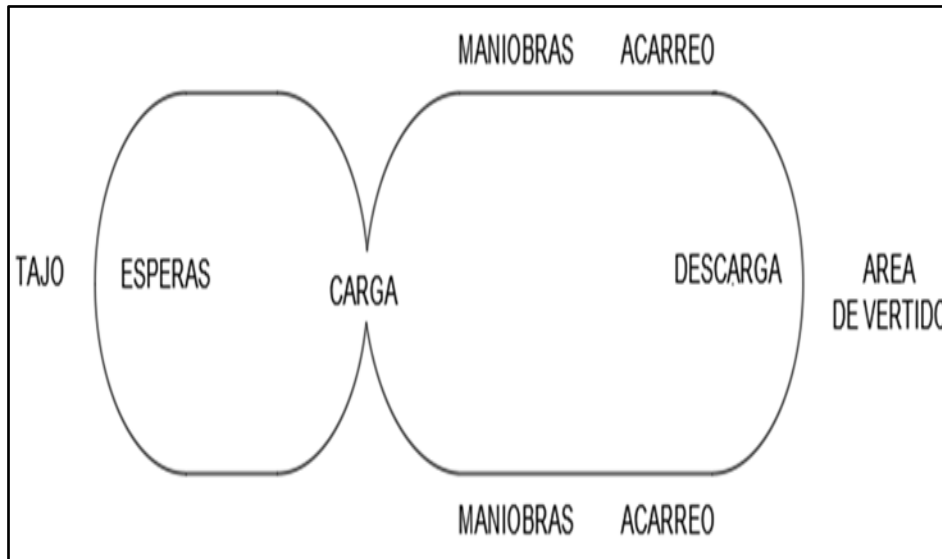 MANIOBRAS ACARREO
TAJO
ESPERAS
CARGA
DESCARGA
AREA
DE VERTIDO
MANIOBRAS ACARREO